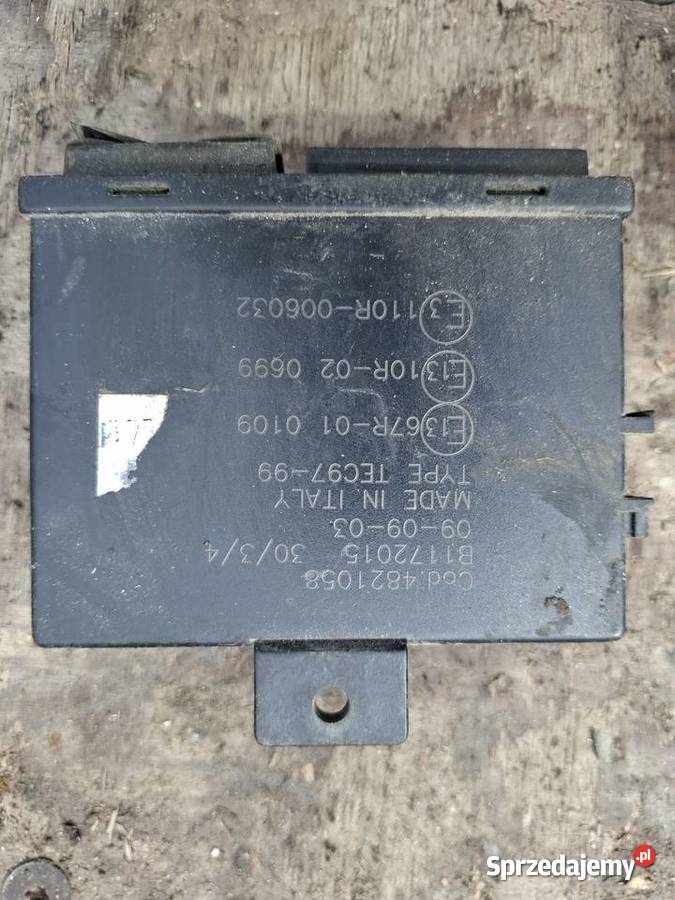 Cod.4821058
B1172015 30/3/4
09-09-03
MADE IN ITALY
TYPE TEC97-99
E13 67R-01 0109
E13 10R-02 0699
E3 110R-006032
Sprzedajemy.pl